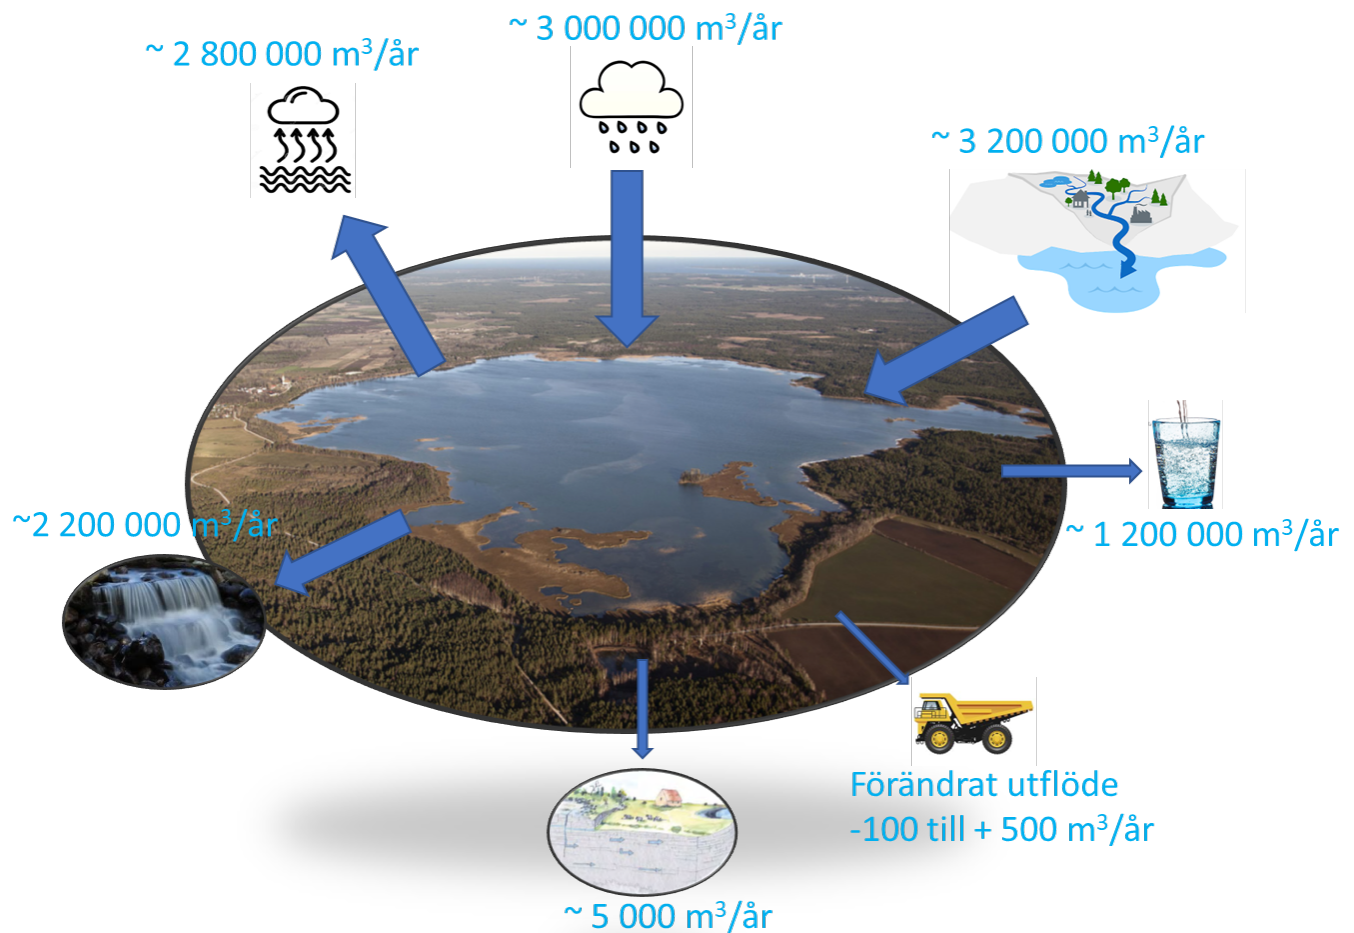 ~ 3 000 000 m³/år
~ 2 800 000 m³/år
~ 3 200 000 m³/år
~2 200 000 m³/år
~ 1 200 000 m³/år
Förändrat utflöde
-100 till + 500 m³/år
~ 5 000 m³/år